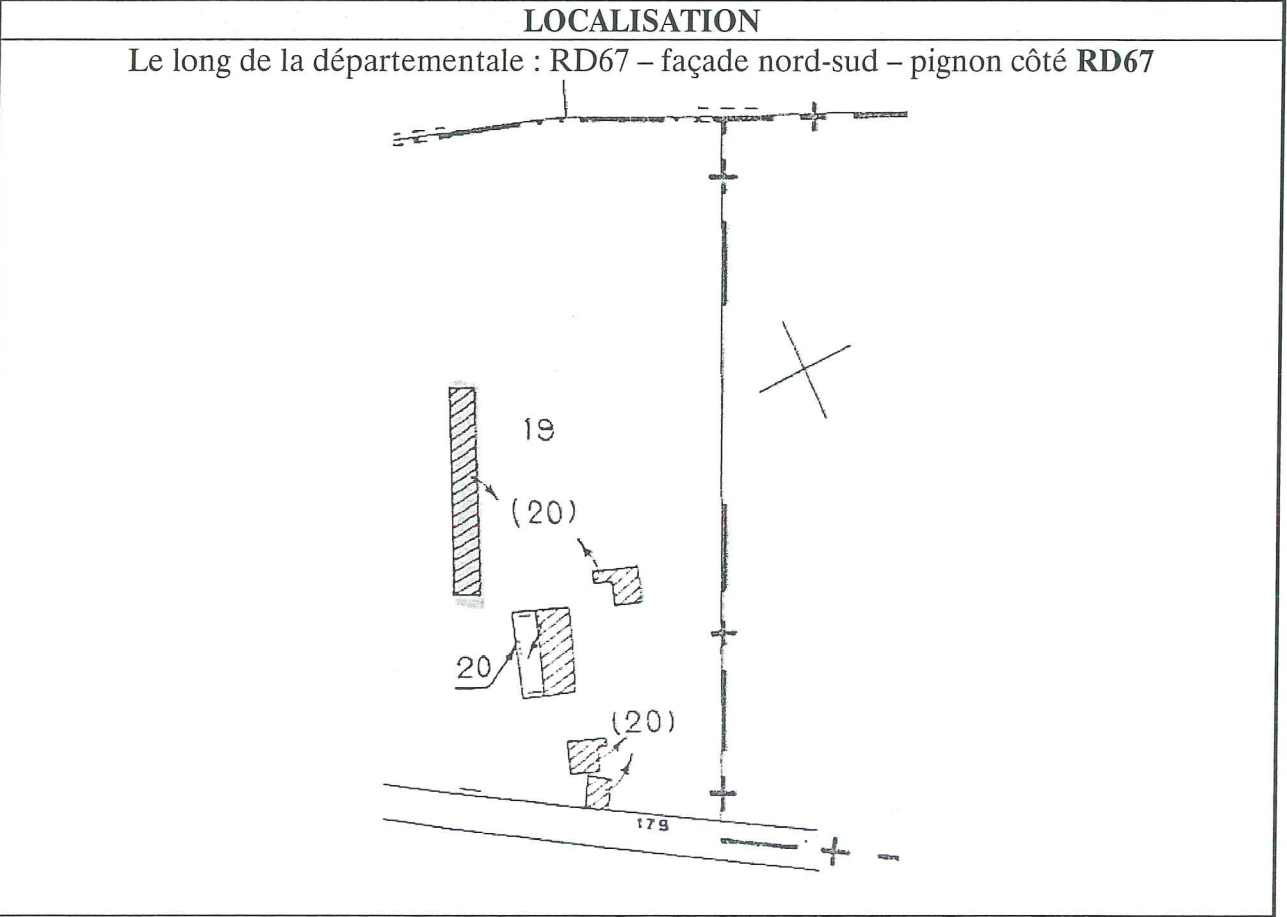 LOCALISATION
Le long de la départementale : RD67 – façade nord-sud – pignon côté RD67
19
(20)
20
(20)
179